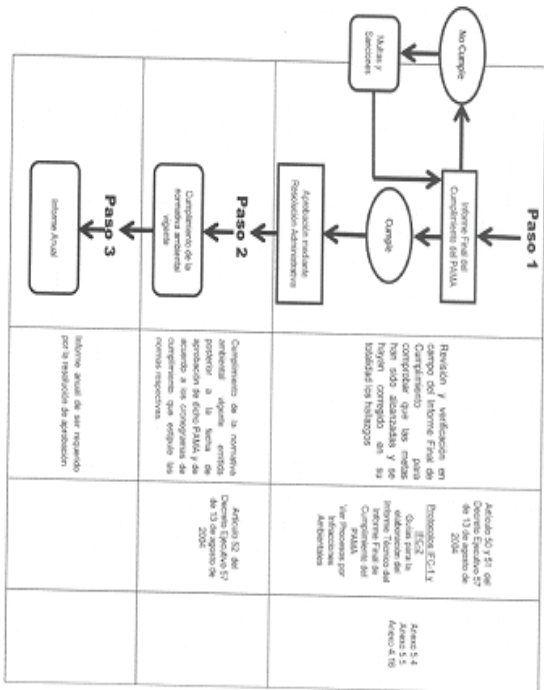 Paso 1
Informe Final del
Cumplimiento del PAMA
No Cumple
Multas y
Sanciones
Cumple
Aprobación mediante
Resolución Administrativa
Revisión y verificación en
campo del Informe Final de
Cumplimiento para
comprobar que las metas
han sido alcanzadas y se
hayan corregido en su
totalidad los hallazgos
Artículo 50 y 51 del
Decreto Ejecutivo 57
de 13 de agosto de
2004
Protocolos IFC-1 y
IFC-2
Guías para la
elaboración del
Informe Técnico del
Informe Final de
Cumplimiento del
PAMA
Ver Procesos por
Infracciones
Ambientales
Anexo 5.4
Anexo 5.5
Anexo 4.16
Paso 2
Cumplimiento de la
normativa ambiental
vigente
Cumplimiento de la normativa
ambiental vigente emitida
posterior a la fecha de
aprobación de dicho PAMA y de
acuerdo a los cronogramas de
cumplimiento que estipule las
normas respectivas.
Artículo 52 del
Decreto Ejecutivo 57
de 13 de agosto de
2004
Paso 3
Informe Anual
Informe anual de ser requerido
por la resolución de aprobación